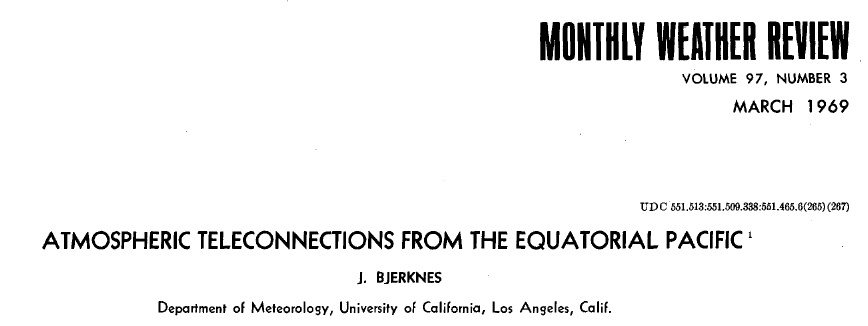 MONTHLY WEATHER REVIEW
VOLUME 97, NUMBER 3
MARCH 1969
UDC 551.513:551.509.338:551.465.6(265)(267)
ATMOSPHERIC TELECONNECTIONS FROM THE EQUATORIAL PACIFIC 1
J. BJERKNES
Department of Meteorology, University of California, Los Angeles, Calif.